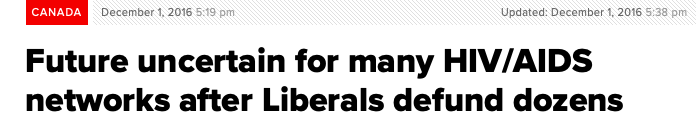 CANADA December 1, 2016 5:19 pm Updated: December 1, 2016 5:38 pm
Future uncertain for many HIV/AIDS
networks after Liberals defund dozens